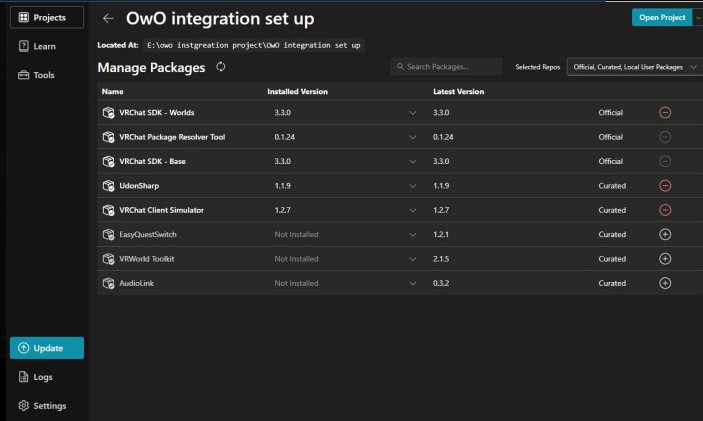 Projects
Learn
Tools
Update
Logs
Settings
OwO integration set up
Open Project
Located At: E:\owo instgreation project\OwO integration set up
Manage Packages
Search Packages...
Selected Repos
Official, Curated, Local User Packages
Name Installed Version Latest Version
VRChat SDK - Worlds 3.3.0 3.3.0 Official
VRChat Package Resolver Tool 0.1.24 0.1.24 Official
VRChat SDK - Base 3.3.0 3.3.0 Official
UdonSharp 1.1.9 1.1.9 Curated
VRChat Client Simulator 1.2.7 1.2.7 Curated
EasyQuestSwitch Not Installed 1.2.1 Curated
VRWorld Toolkit Not Installed 2.1.5 Curated
AudioLink Not Installed 0.3.2 Curated